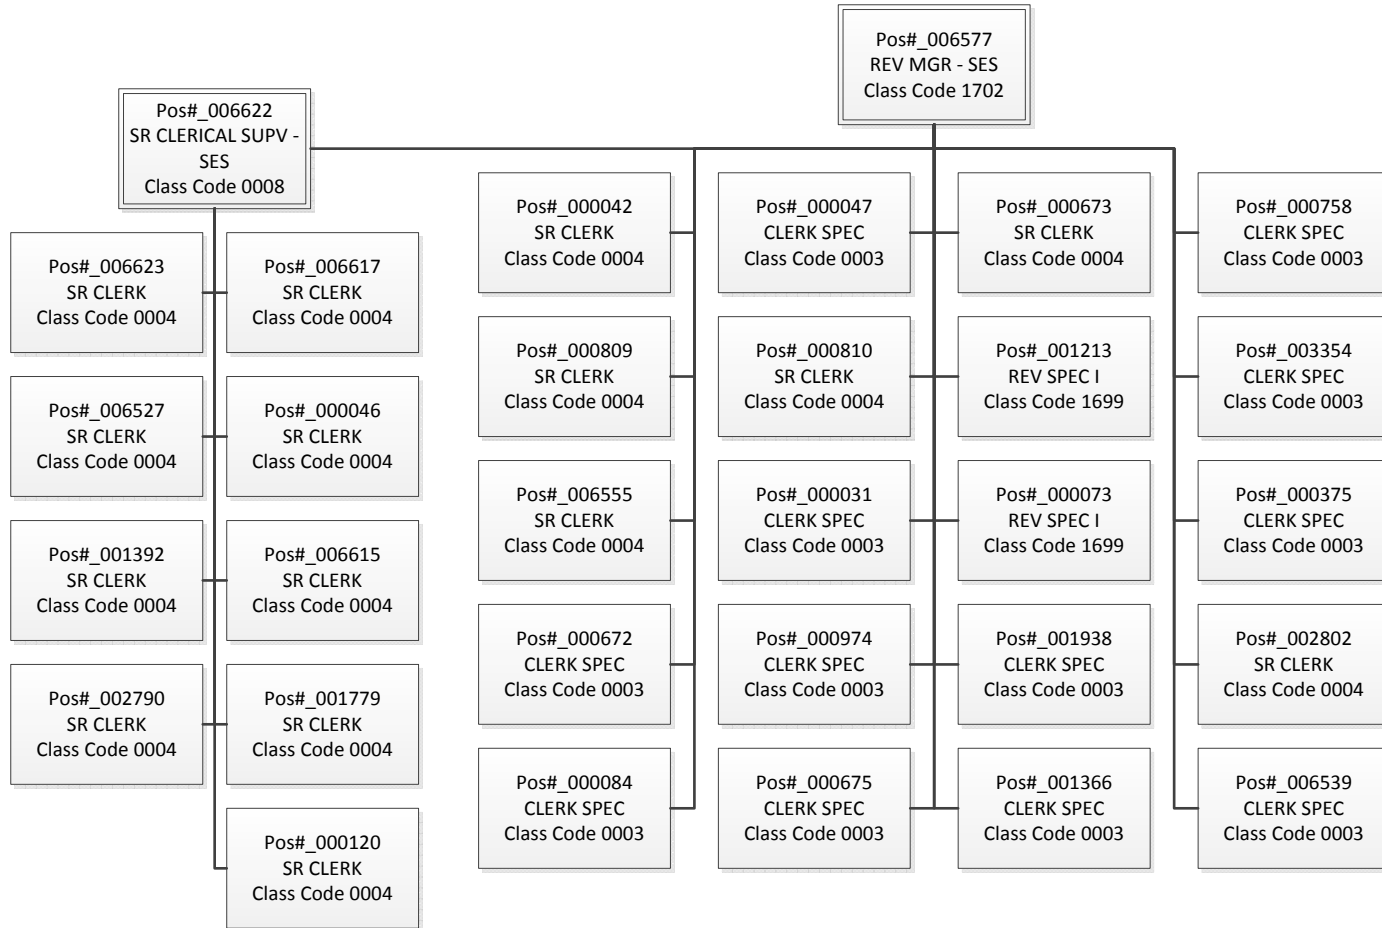 Pos#_006577
REV MGR - SES
Class Code 1702
Pos#_006622
SR CLERICAL SUPV -
SES
Class Code 0008
Pos#_006623
SR CLERK
Class Code 0004
Pos#_006617
SR CLERK
Class Code 0004
Pos#_006527
SR CLERK
Class Code 0004
Pos#_000046
SR CLERK
Class Code 0004
Pos#_001392
SR CLERK
Class Code 0004
Pos#_006615
SR CLERK
Class Code 0004
Pos#_002790
SR CLERK
Class Code 0004
Pos#_001779
SR CLERK
Class Code 0004
Pos#_000120
SR CLERK
Class Code 0004
Pos#_000042
SR CLERK
Class Code 0004
Pos#_000047
CLERK SPEC
Class Code 0003
Pos#_000673
SR CLERK
Class Code 0004
Pos#_000758
CLERK SPEC
Class Code 0003
Pos#_000809
SR CLERK
Class Code 0004
Pos#_000810
SR CLERK
Class Code 0004
Pos#_001213
REV SPEC I
Class Code 1699
Pos#_003354
CLERK SPEC
Class Code 0003
Pos#_006555
SR CLERK
Class Code 0004
Pos#_000031
CLERK SPEC
Class Code 0003
Pos#_000073
REV SPEC I
Class Code 1699
Pos#_000375
CLERK SPEC
Class Code 0003
Pos#_000672
CLERK SPEC
Class Code 0003
Pos#_000974
CLERK SPEC
Class Code 0003
Pos#_001938
CLERK SPEC
Class Code 0003
Pos#_002802
SR CLERK
Class Code 0004
Pos#_000084
CLERK SPEC
Class Code 0003
Pos#_000675
CLERK SPEC
Class Code 0003
Pos#_001366
CLERK SPEC
Class Code 0003
Pos#_006539
CLERK SPEC
Class Code 0003